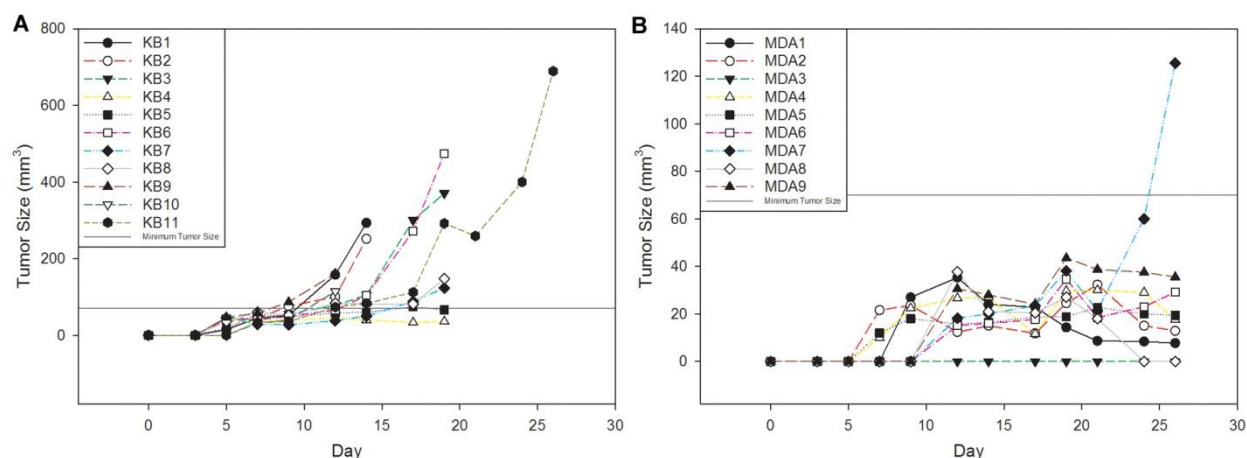 A
800
600
400
200
0
Tumor Size (mm³)
KB1
KB2
KB3
KB4
KB5
KB6
KB7
KB8
KB9
KB10
KB11
Minimum Tumor Size
0 5 10 15 20 25 30
Day
B
140
120
100
80
60
40
20
0
Tumor Size (mm³)
MDA1
MDA2
MDA3
MDA4
MDA5
MDA6
MDA7
MDA8
MDA9
Minimum Tumor Size
0 5 10 15 20 25 30
Day